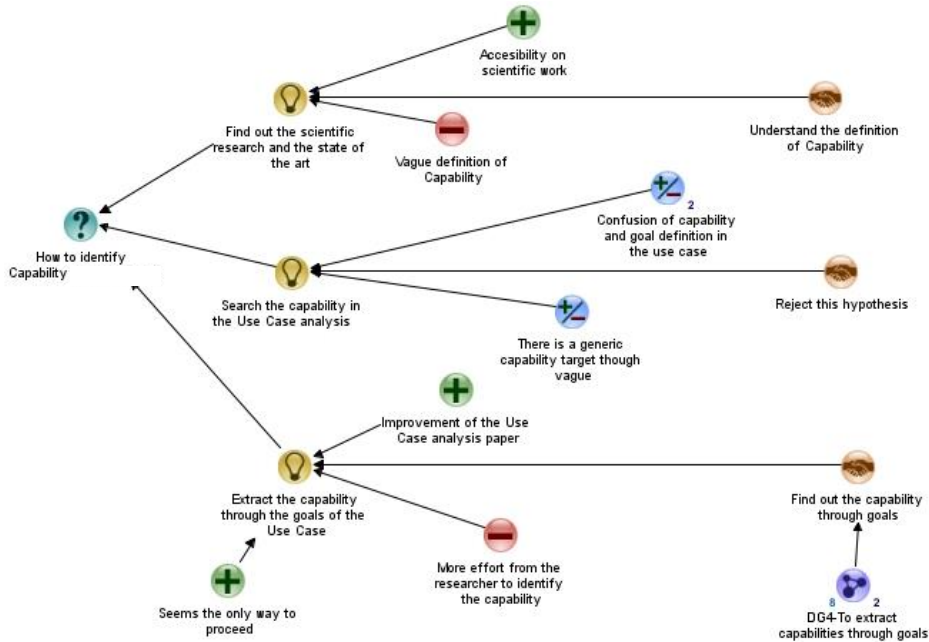 Accesibility on
scientific work
Find out the scientific
research and the state of
the art
Vague definition of
Capability
Understand the definition
of Capability
?
How to identify
Capability
2
Confusion of capability
and goal definition in
the use case
Search the capability in
the Use Case analysis
Reject this hypothesis
There is a generic
capability target though
vague
Improvement of the Use
Case analysis paper
Extract the capability
through the goals of the
Use Case
Find out the capability
through goals
More effort from the
researcher to identify
the capability
Seems the only way to
proceed
8 2
DG4-To extract
capabilities through goals